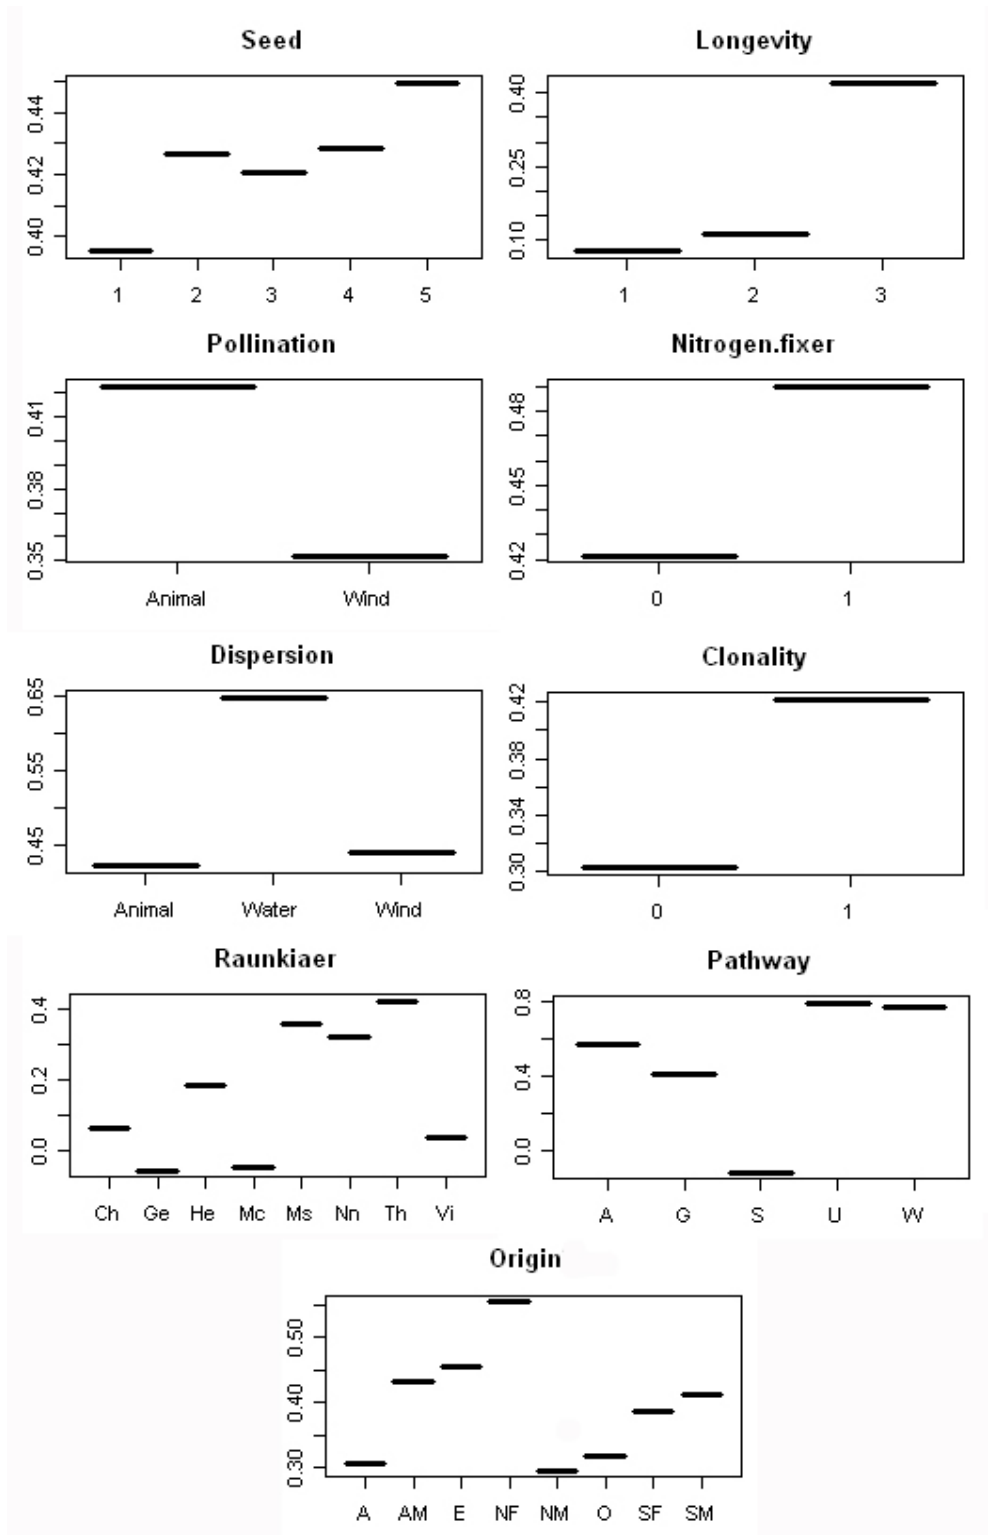 Seed
0.44
0.42
0.40
1 2 3 4 5
Longevity
0.40
0.25
0.10
1 2 3
Pollination
0.41
0.38
0.35
Animal Wind
Nitrogen.fixer
0.48
0.45
0.42
0 1
Dispersion
0.65
0.55
0.45
Animal Water Wind
Clonality
0.42
0.38
0.34
0.30
0 1
Raunkiaer
0.4
0.2
0.0
Ch Ge He Mc Ms Nn Th Vi
Pathway
0.8
0.4
0.0
A G S U W
Origin
0.50
0.40
0.30
A AM E NF NM O SF SM